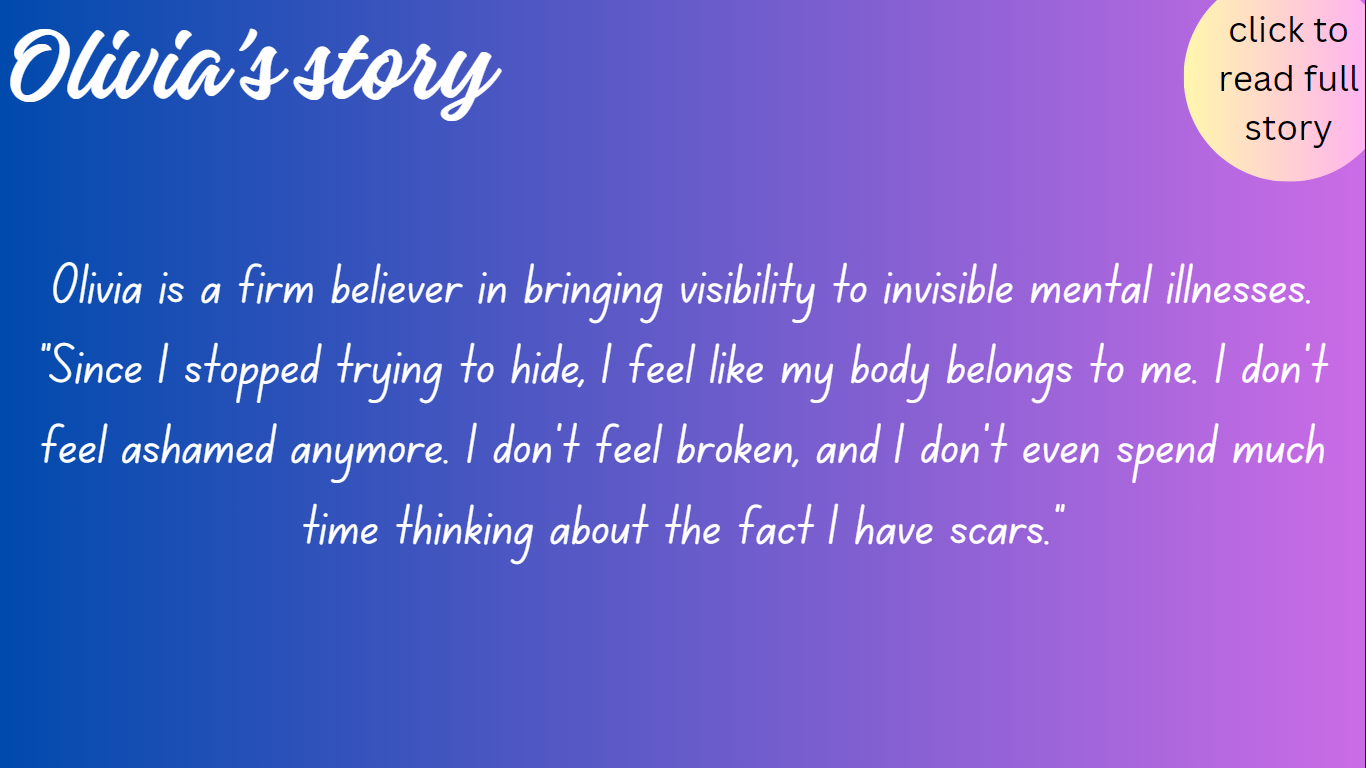 Olivia's story
click to
read full
story
Olivia is a firm believer in bringing visibility to invisible mental illnesses.
"Since I stopped trying to hide, I feel like my body belongs to me. I don't
feel ashamed anymore. I don't feel broken, and I don't even spend much
time thinking about the fact I have scars."